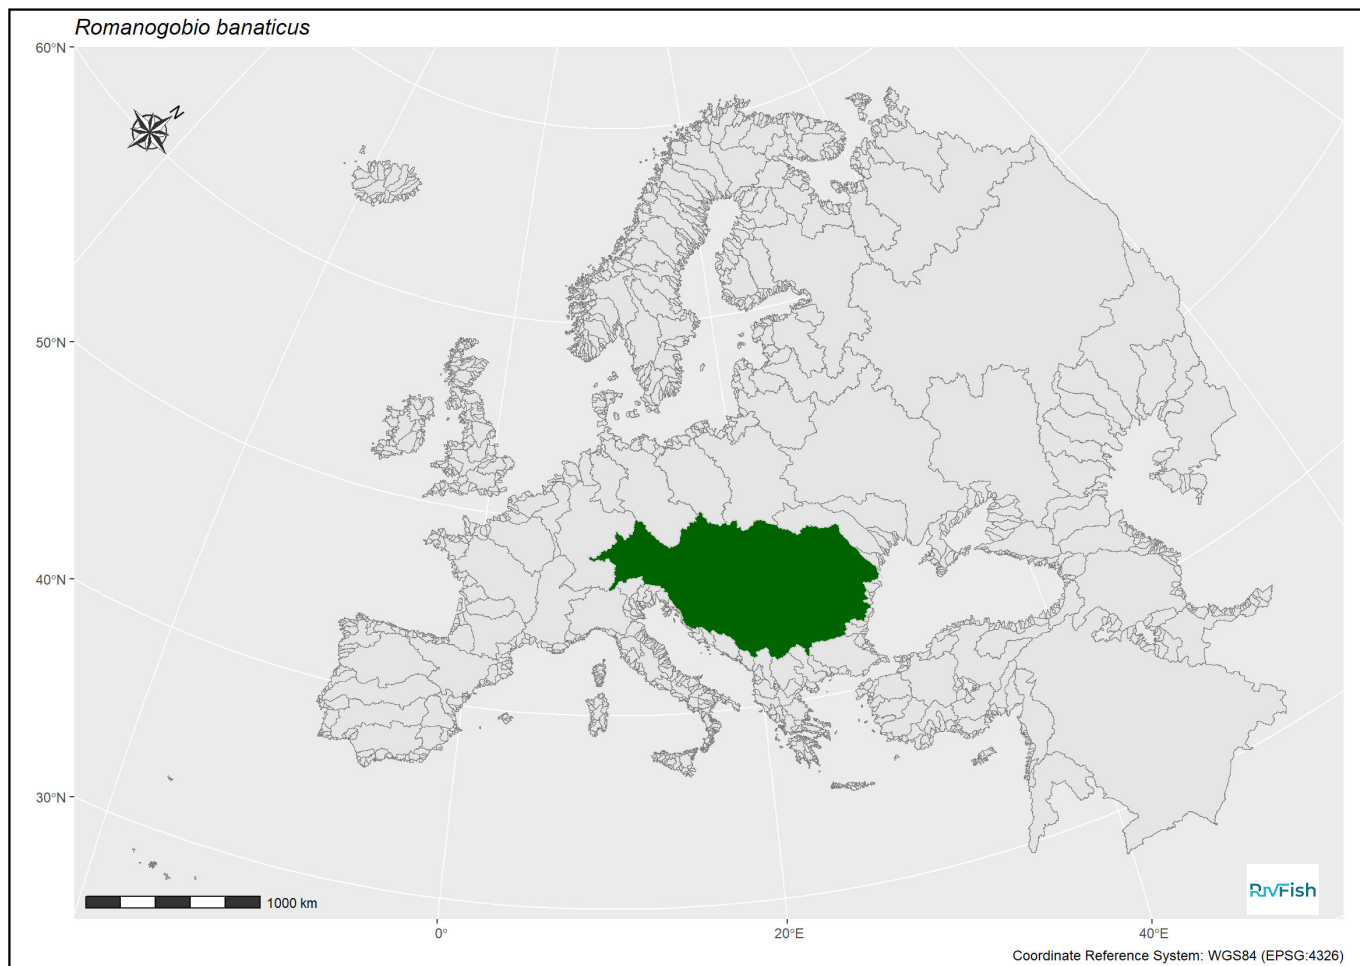 Romanogobio banaticus
60°N
N
50°N
40°N
30°N
1000 km
RIVFISH
0°
20°E
40°E
Coordinate Reference System: WGS84 (EPSG:4326)